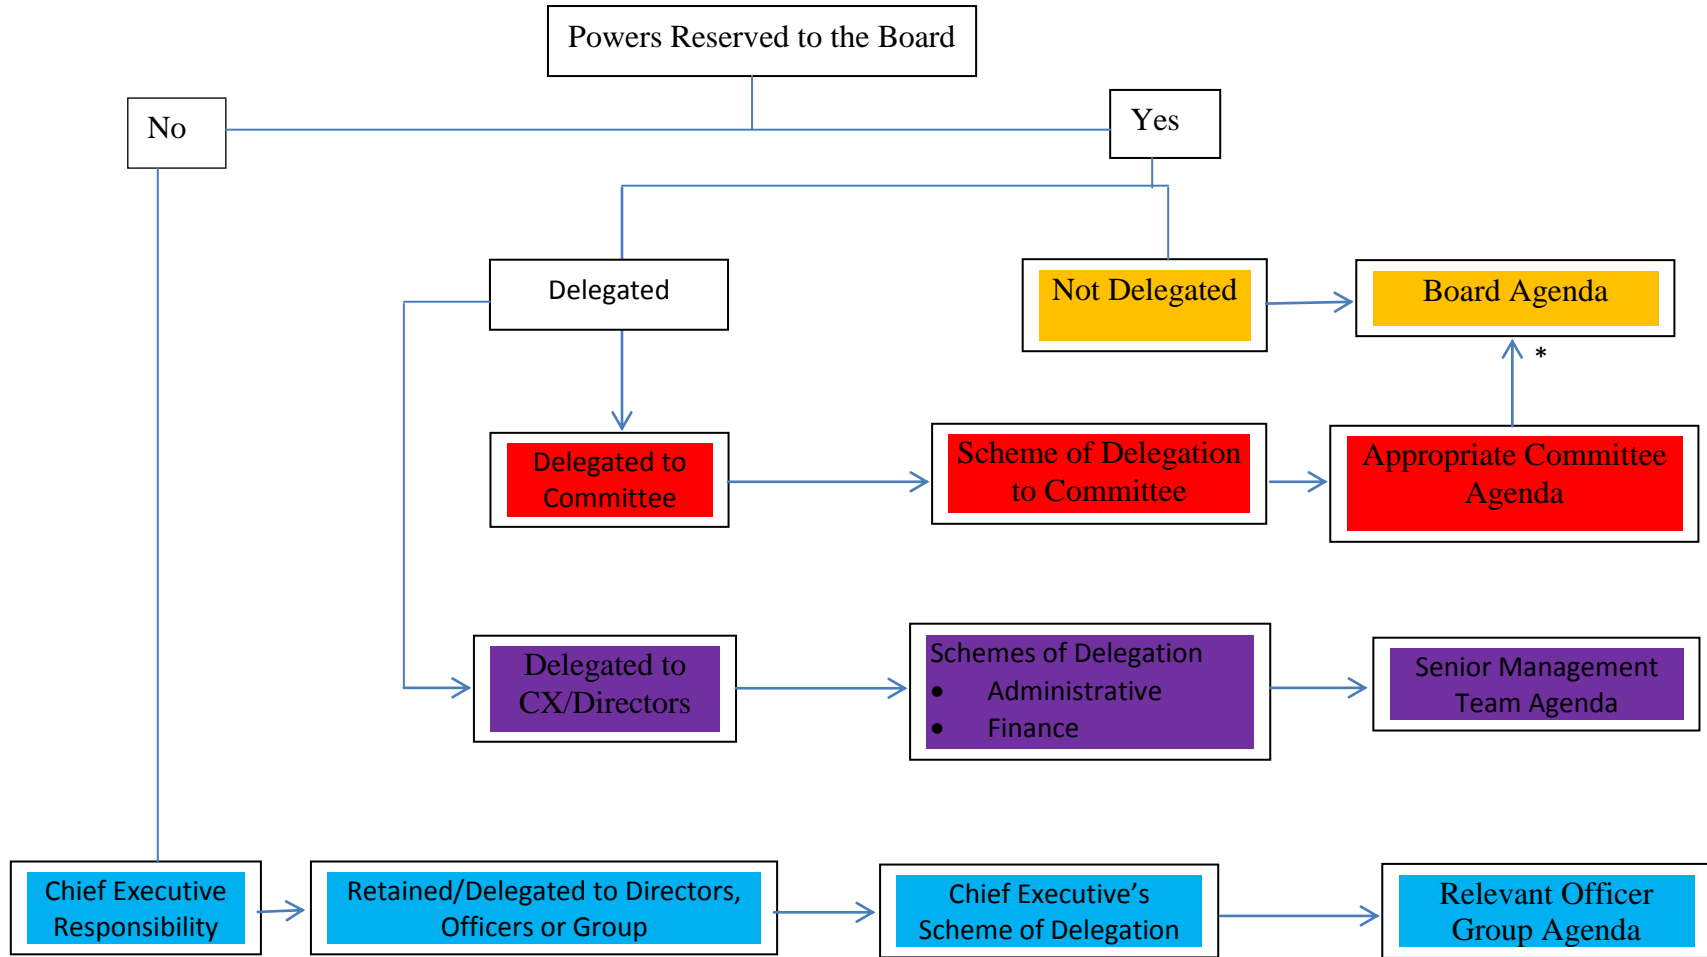 Powers Reserved to the Board
No
Yes
Delegated
Not Delegated
Board Agenda
*
Delegated to
Committee
Scheme of Delegation
to Committee
Appropriate Committee
Agenda
Delegated to
CX/Directors
Schemes of Delegation
• Administrative
• Finance
Senior Management
Team Agenda
Chief Executive
Responsibility
Retained/Delegated to Directors,
Officers or Group
Chief Executive’s
Scheme of Delegation
Relevant Officer
Group Agenda